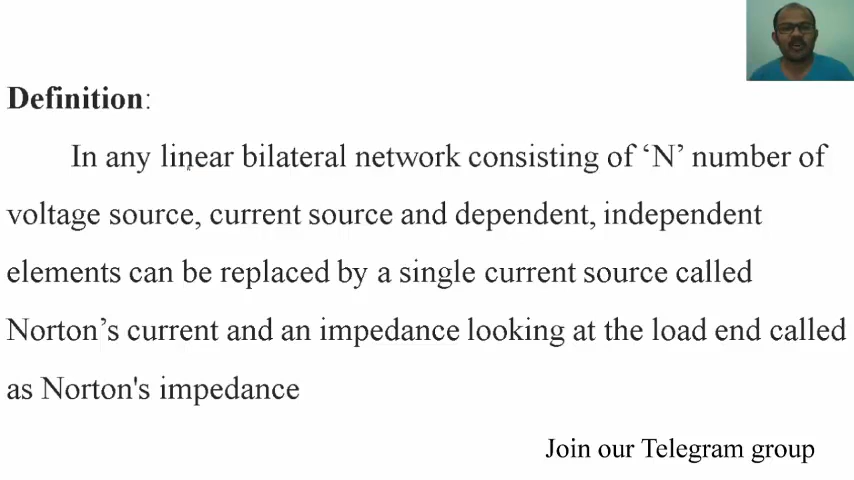 Definition:
In any linear bilateral network consisting of ‘N’ number of
voltage source, current source and dependent, independent
elements can be replaced by a single current source called
Norton’s current and an impedance looking at the load end called
as Norton's impedance
Join our Telegram group